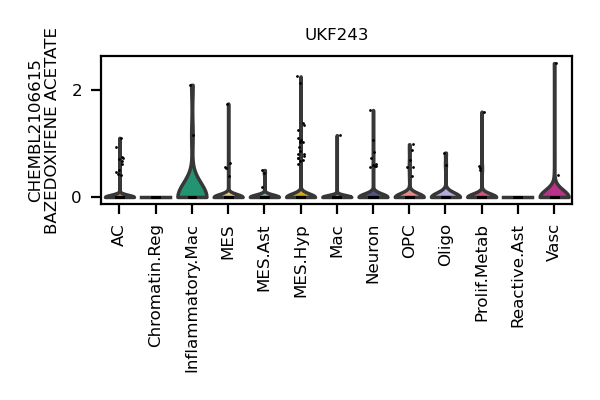 UKF243
CHEMBL2106615
BAZEDOXIFENE ACETATE
2
0
AC
Chromatin.Reg
Inflammatory.Mac
MES
MES.Ast
MES.Hyp
Mac
Neuron
OPC
Oligo
Prolif.Metab
Reactive.Ast
Vasc